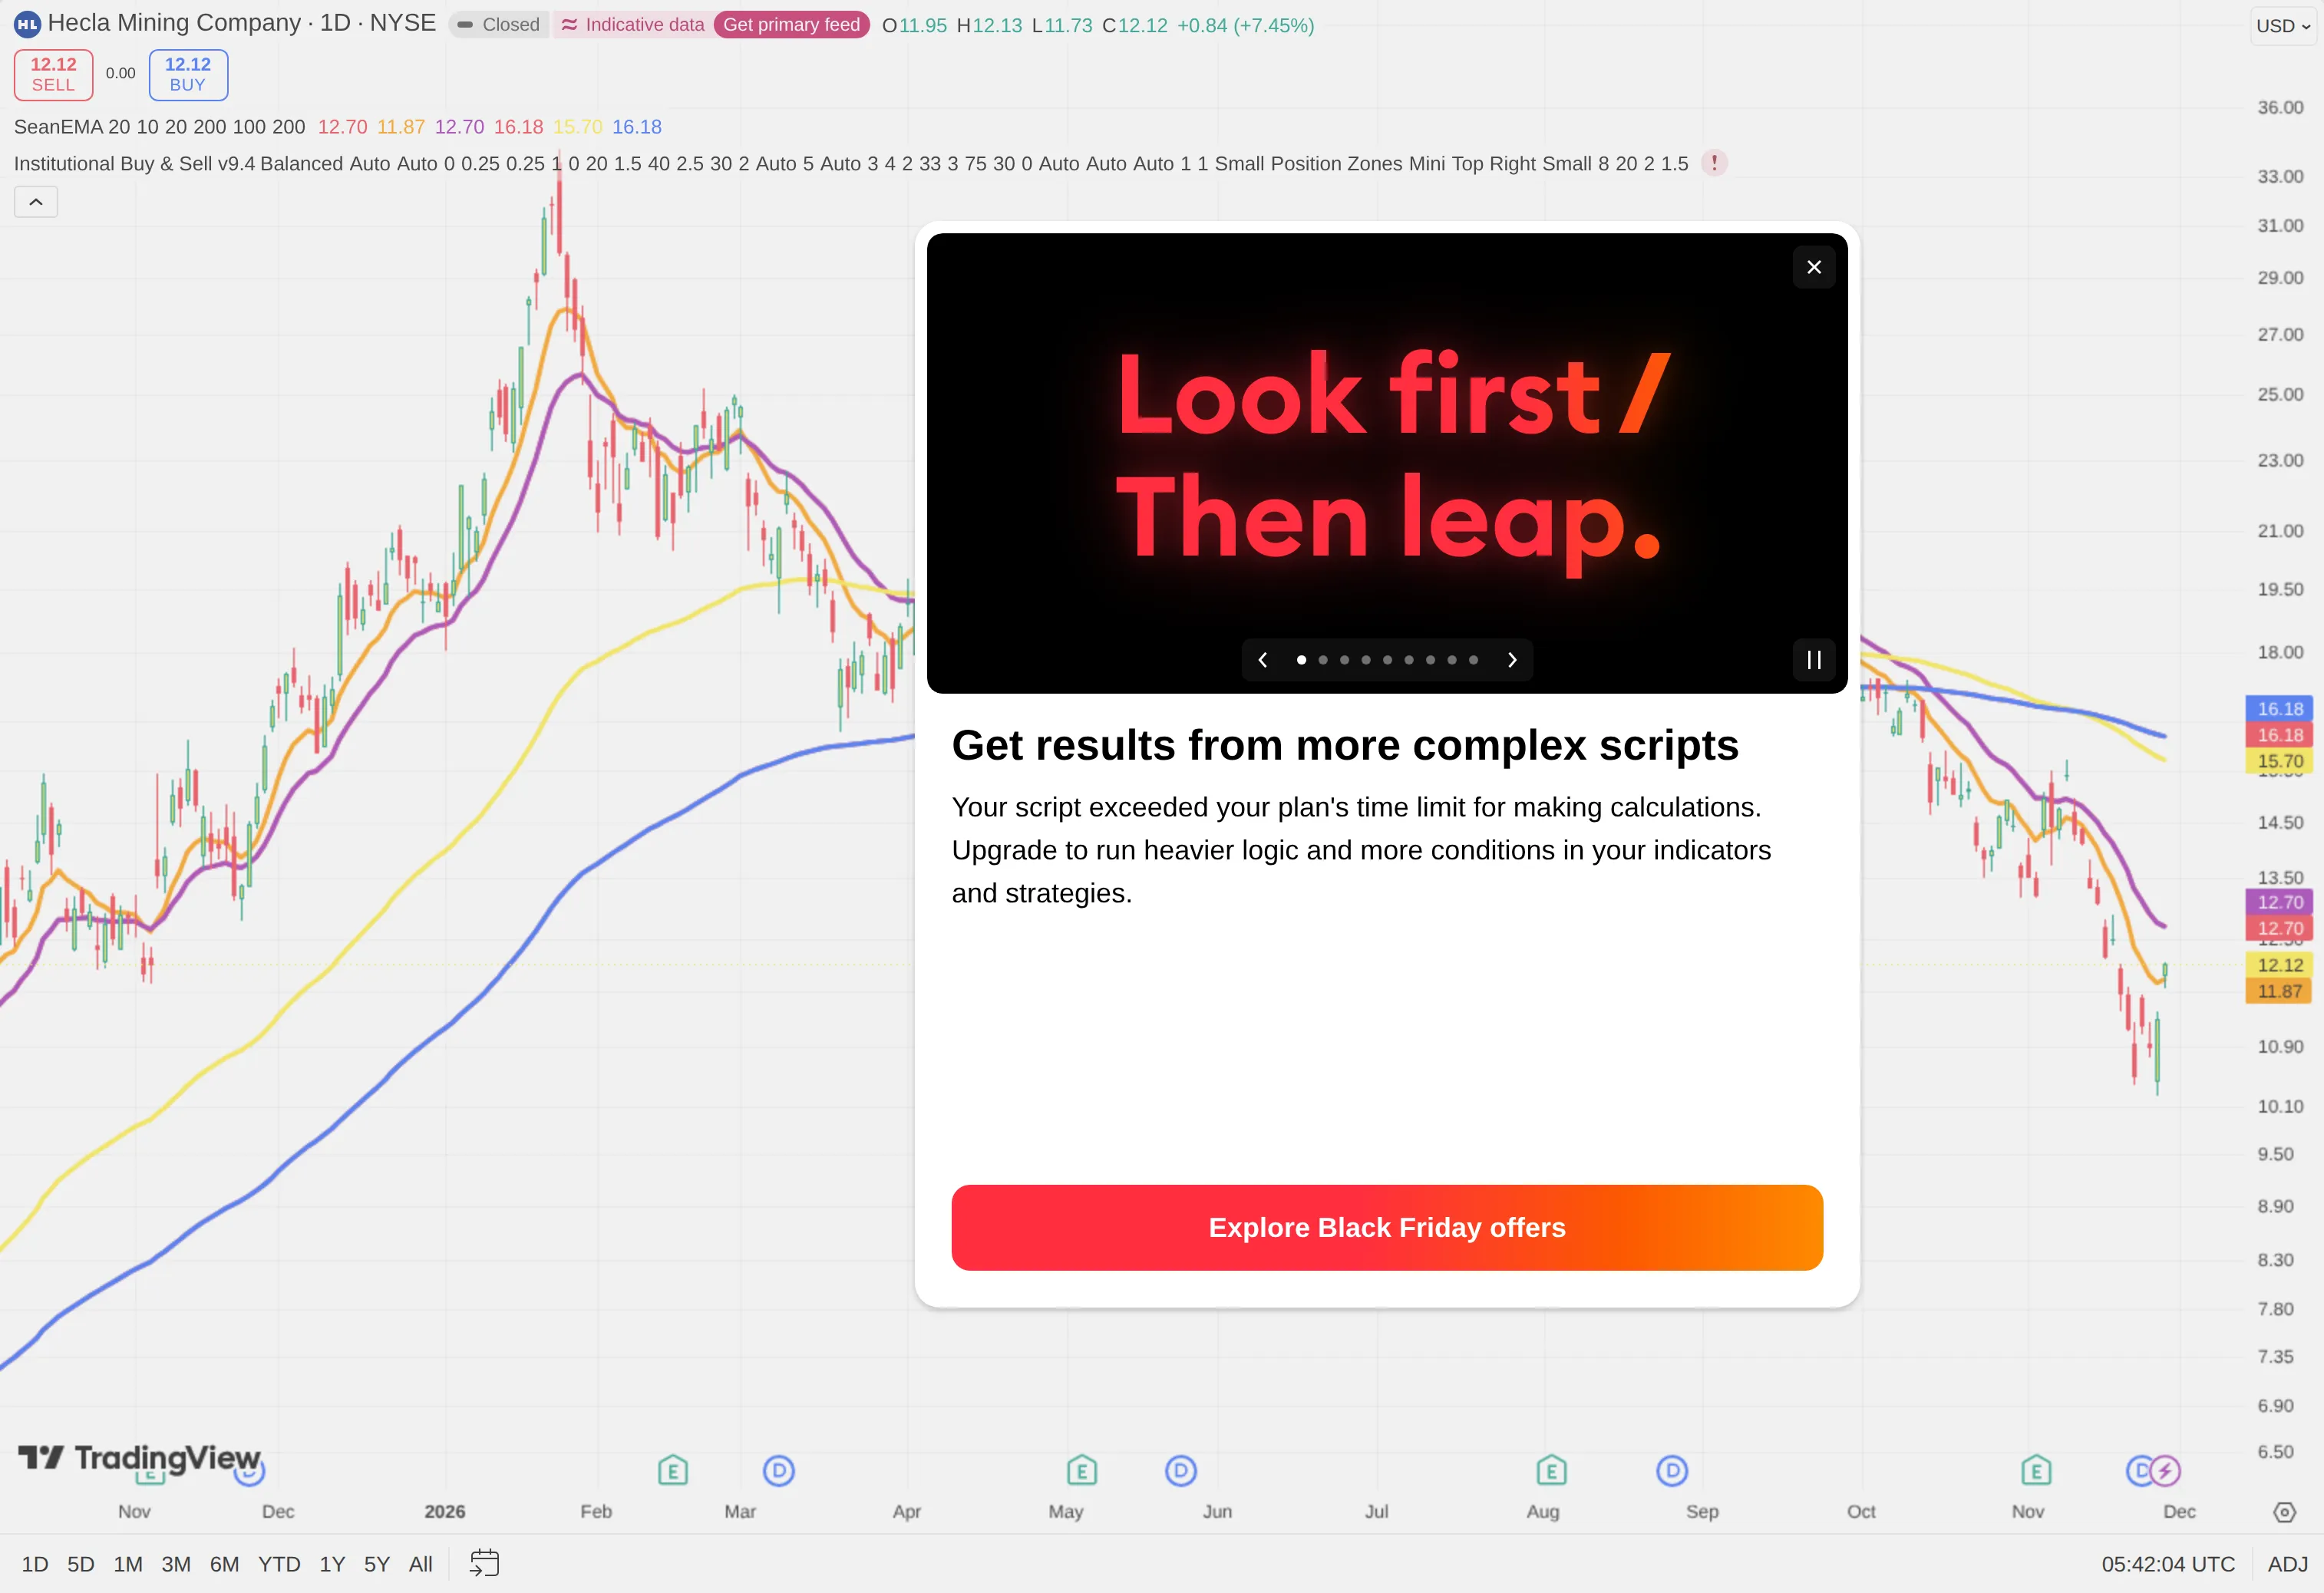 HL Hecla Mining Company · 1D · NYSE Closed Indicative data Get primary feed O11.95 H12.13 L11.73 C12.12 +0.84 (+7.45%) USD
12.12 0.00 12.12
SELL BUY
SeanEMA 20 10 20 200 100 200 12.70 11.87 12.70 16.18 15.70 16.18
Institutional Buy & Sell v9.4 Balanced Auto Auto 0 0.25 0.25 1 0 20 1.5 40 2.5 30 2 Auto 5 Auto 3 4 2 33 3 75 30 0 Auto Auto Auto 1 1 Small Position Zones Mini Top Right Small 8 20 2 1.5 !
Look first /
Then leap.
Get results from more complex scripts
Your script exceeded your plan's time limit for making calculations.
Upgrade to run heavier logic and more conditions in your indicators
and strategies.
Explore Black Friday offers
36.00
33.00
31.00
29.00
27.00
25.00
23.00
21.00
19.50
18.00
16.18
16.18
15.70
14.50
13.50
12.70
12.70
12.12
11.87
10.90
10.10
9.50
8.90
8.30
7.80
7.35
6.90
6.50
TradingView
E D E D E D E D
Nov Dec 2026 Feb Mar Apr May Jun Jul Aug Sep Oct Nov Dec
1D 5D 1M 3M 6M YTD 1Y 5Y All 05:42:04 UTC ADJ